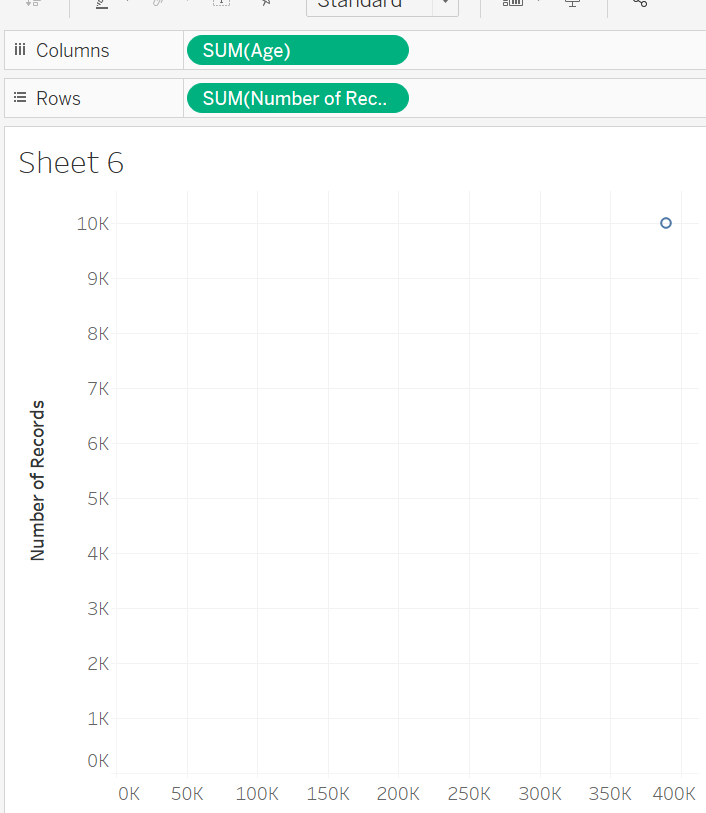 Standard
Columns SUM(Age)
Rows SUM(Number of Rec..
Sheet 6
10K
9K
8K
7K
6K
5K
4K
3K
2K
1K
0K
Number of Records
0K 50K 100K 150K 200K 250K 300K 350K 400K